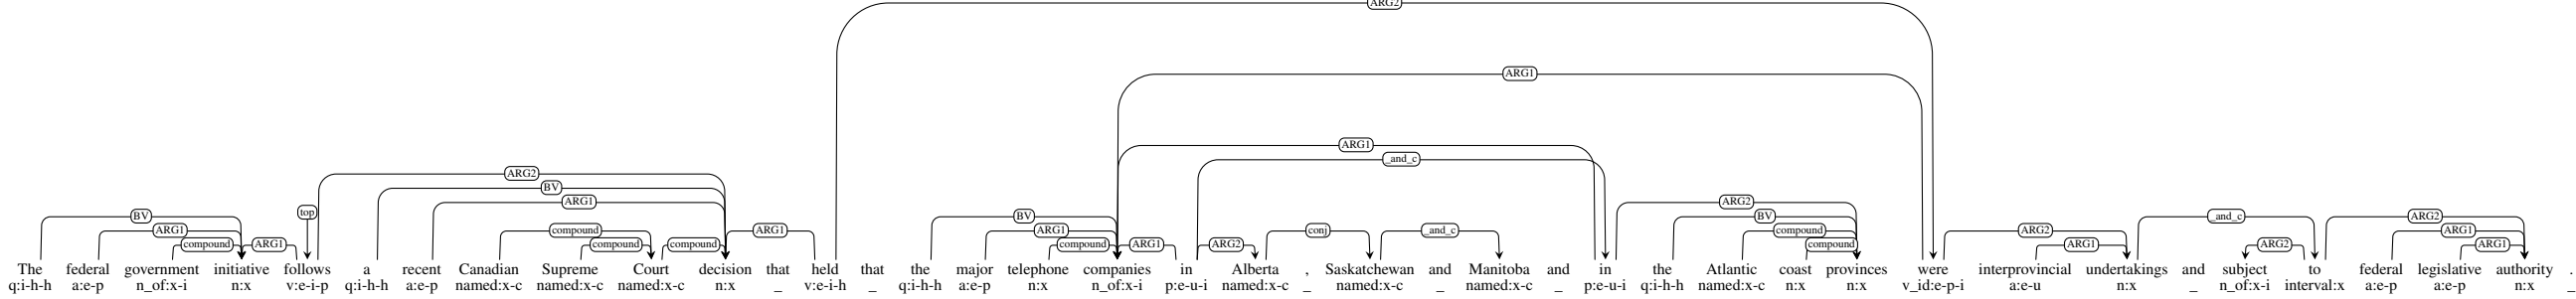 ARG2
ARG1
ARG1
_and_c
ARG2
BV
ARG1
ARG2
top
BV BV BV _and_c ARG2
ARG1 compound ARG1 ARG1 conj _and_c compound ARG2 ARG1
compound ARG1 compound compound compound ARG1 ARG2 compound ARG1 ARG2 ARG1
The federal government initiative follows a recent Canadian Supreme Court decision that held that the major telephone companies in Alberta , Saskatchewan and Manitoba and in the Atlantic coast provinces were interprovincial undertakings and subject to federal legislative authority .
q:i-h-h a:e-p n_of:x-i n:x v:e-i-p q:i-h-h a:e-p named:x-c named:x-c named:x-c n:x _ v:e-i-h _ q:i-h-h a:e-p n:x n_of:x-i p:e-u-i named:x-c _ named:x-c _ named:x-c _ p:e-u-i q:i-h-h named:x-c n:x n:x v_id:e-p-i a:e-u n:x _ n_of:x-i interval:x a:e-p a:e-p n:x _